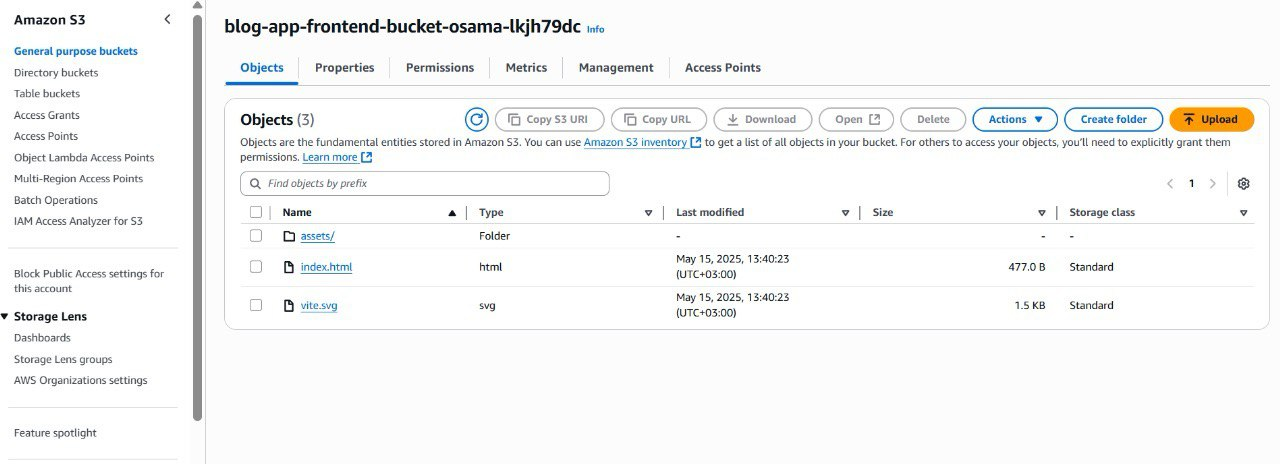 Amazon S3
General purpose buckets
Directory buckets
Table buckets
Access Grants
Access Points
Object Lambda Access Points
Multi-Region Access Points
Batch Operations
IAM Access Analyzer for S3
Block Public Access settings for
this account
Storage Lens
Dashboards
Storage Lens groups
AWS Organizations settings
Feature spotlight
blog-app-frontend-bucket-osama-lkjh79dc Info
Objects Properties Permissions Metrics Management Access Points
Objects (3) Copy S3 URI Copy URL Download Open Delete Actions Create folder Upload
Objects are the fundamental entities stored in Amazon S3. You can use Amazon S3 inventory to get a list of all objects in your bucket. For others to access your objects, you'll need to explicitly grant them
permissions. Learn more
Find objects by prefix 1
Name Type Last modified Size Storage class
assets/ Folder - - -
index.html html May 15, 2025, 13:40:23 (UTC+03:00) 477.0 B Standard
vite.svg svg May 15, 2025, 13:40:23 (UTC+03:00) 1.5 KB Standard